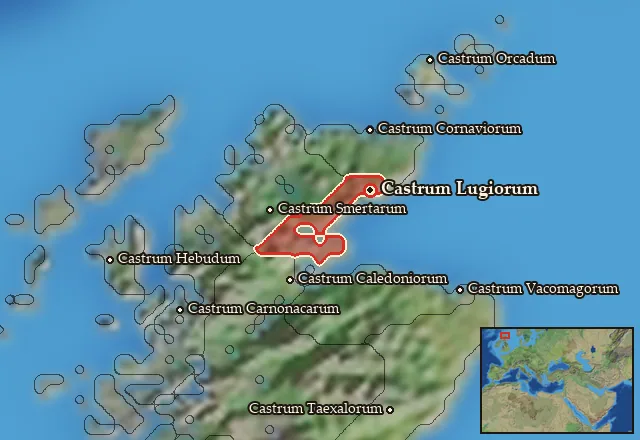 Castrum Orcadum
Castrum Cornaviorum
Castrum Lugiorum
Castrum Smertarum
Castrum Hebudum
Castrum Caledoniorum
Castrum Vacomagorum
Castrum Carnonacarum
Castrum Taexalorum